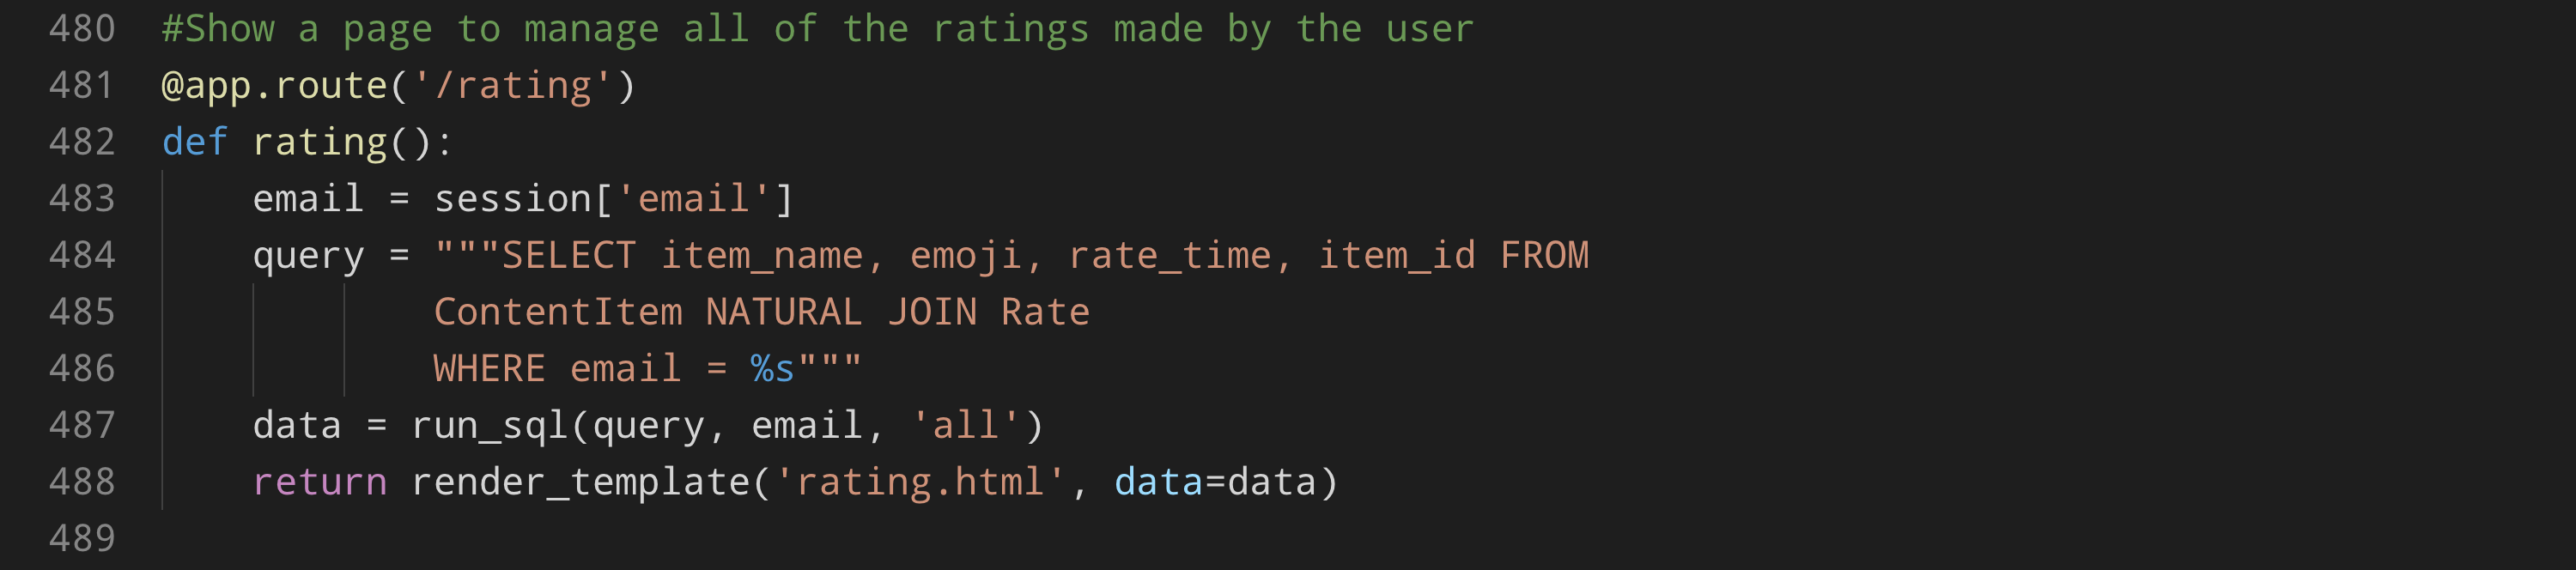 480 #Show a page to manage all of the ratings made by the user
481 @app.route('/rating')
482 def rating():
483     email = session['email']
484     query = """SELECT item_name, emoji, rate_time, item_id FROM
485             ContentItem NATURAL JOIN Rate
486             WHERE email = %s"""
487     data = run_sql(query, email, 'all')
488     return render_template('rating.html', data=data)
489